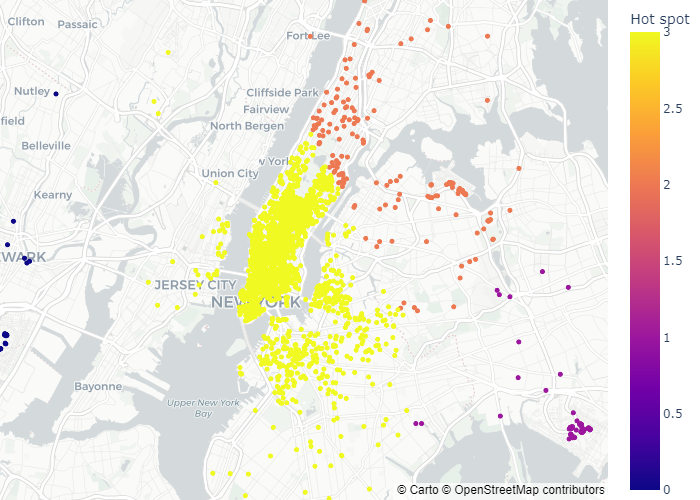 Clifton
Passaic
Fort Lee
Hot spot
3
Nutley
Cliffside Park
Fairview
2.5
field
North Bergen
Belleville
w York
Union City
2
Kearny
WARK
1.5
JERSEY CITY
NEW YORK
1
Bayonne
Upper New York
Bay
0.5
© Carto © OpenStreetMap contributors
0